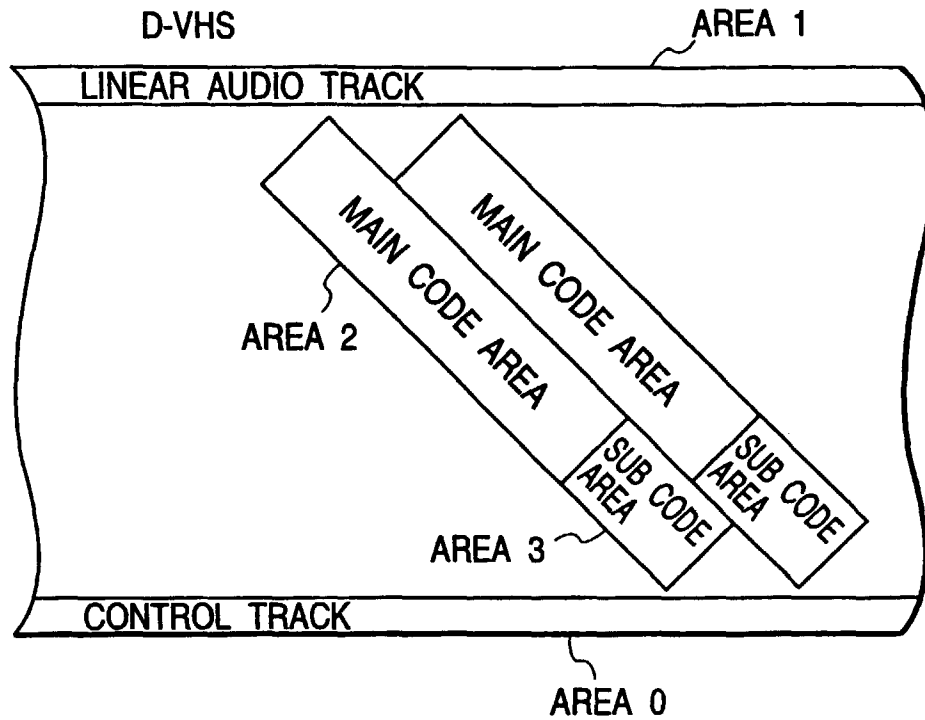 D-VHS
AREA 1
LINEAR AUDIO TRACK
MAIN CODE AREA
MAIN CODE AREA
AREA 2
SUB CODE
AREA
SUB CODE
AREA
AREA 3
CONTROL TRACK
AREA 0